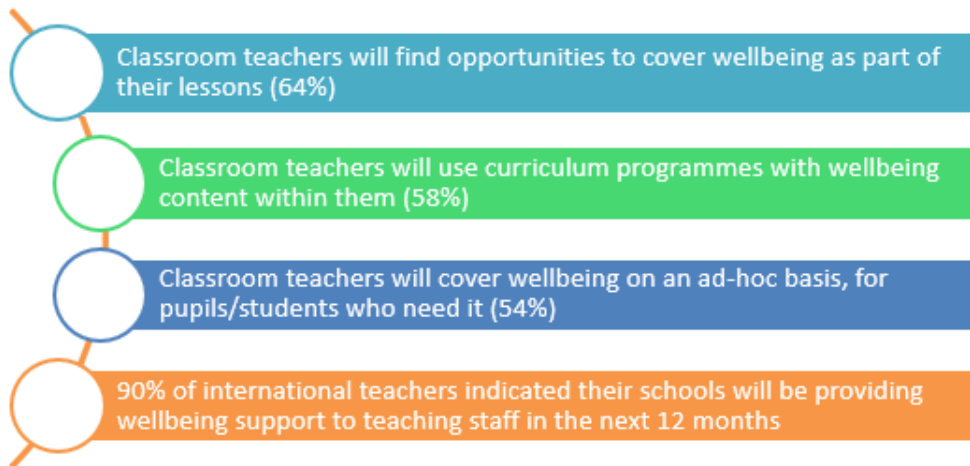 Classroom teachers will find opportunities to cover wellbeing as part of
their lessons (64%)
Classroom teachers will use curriculum programmes with wellbeing
content within them (58%)
Classroom teachers will cover wellbeing on an ad-hoc basis, for
pupils/students who need it (54%)
90% of international teachers indicated their schools will be providing
wellbeing support to teaching staff in the next 12 months